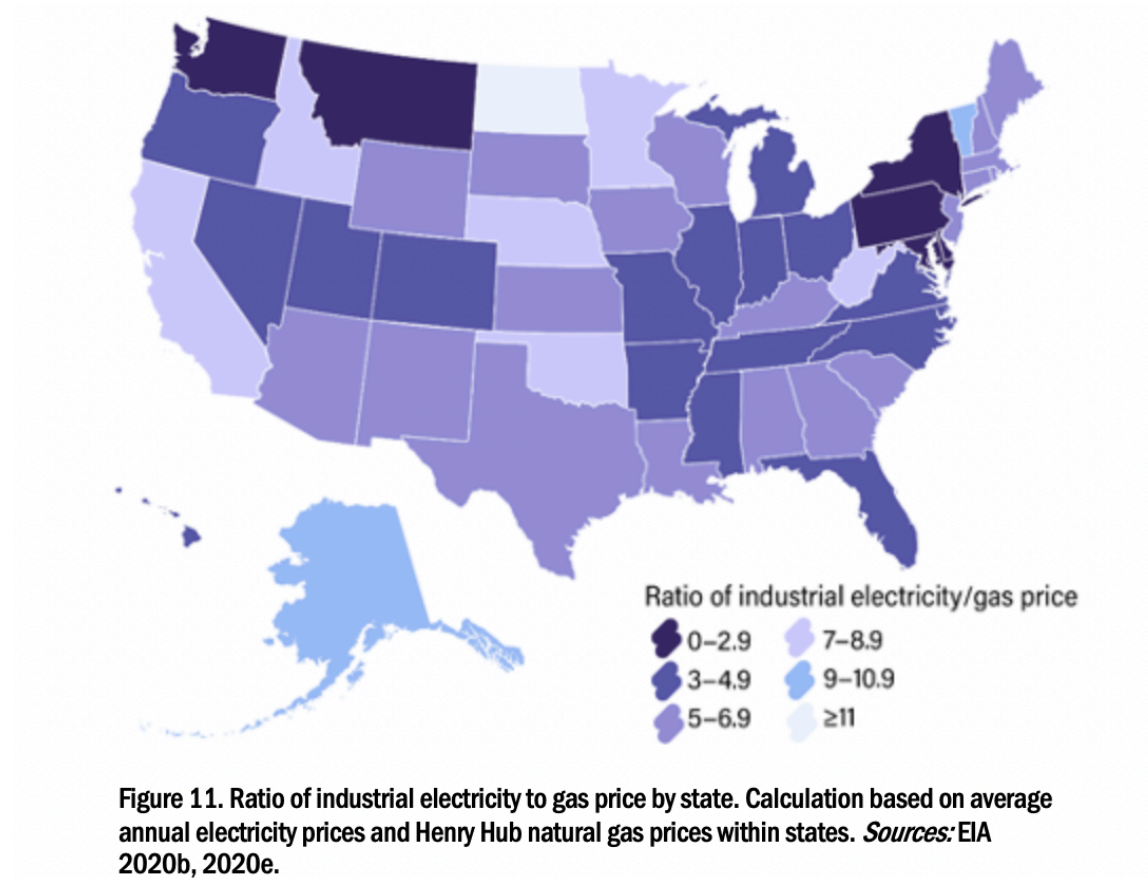 Ratio of industrial electricity/gas price
0–2.9 7–8.9
3–4.9 9–10.9
5–6.9 ≥11
Figure 11. Ratio of industrial electricity to gas price by state. Calculation based on average
annual electricity prices and Henry Hub natural gas prices within states. Sources: EIA
2020b, 2020e.